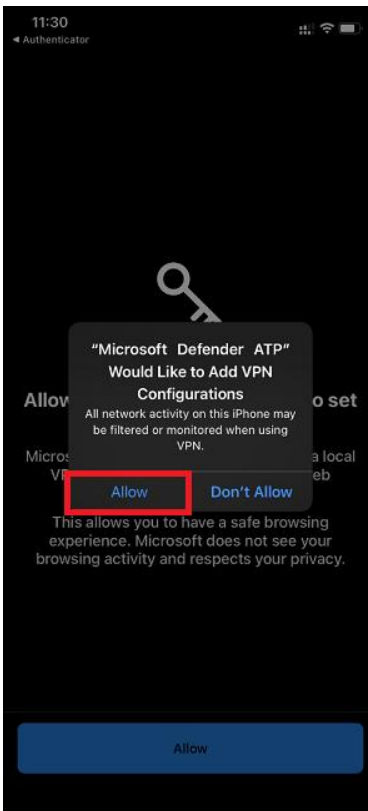 11:30
◀ Authenticator
"Microsoft Defender ATP"
Would Like to Add VPN
Configurations
All network activity on this iPhone may
be filtered or monitored when using
VPN.
Allow
Don't Allow
Allow
o set
a local
eb
This allows you to have a safe browsing
experience. Microsoft does not see your
browsing activity and respects your privacy.
Allow